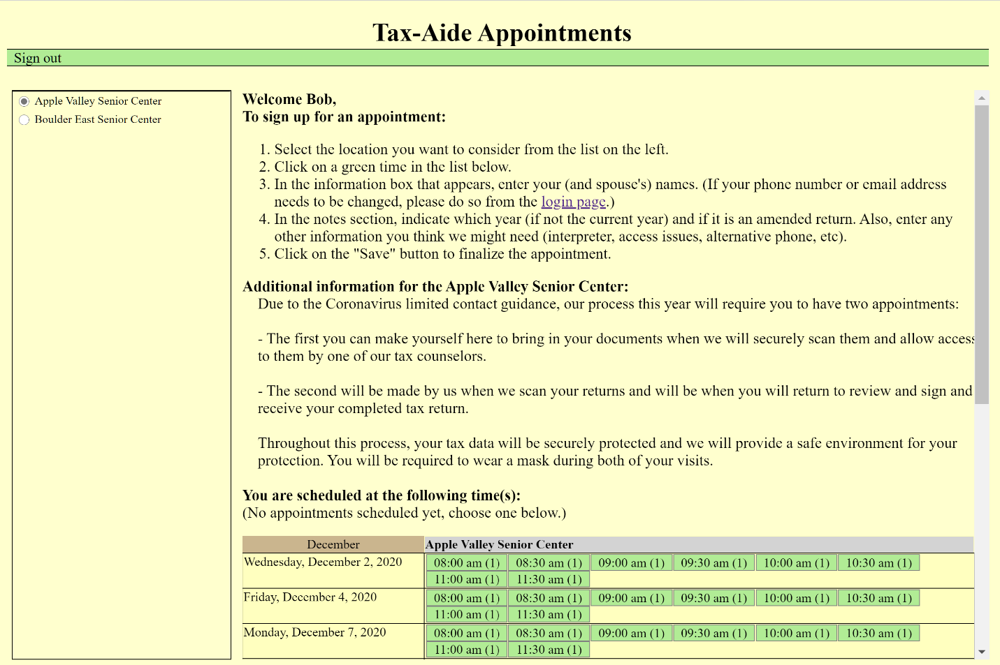 Tax-Aide Appointments
Sign out
Apple Valley Senior Center
Boulder East Senior Center
Welcome Bob,
To sign up for an appointment:
1. Select the location you want to consider from the list on the left.
2. Click on a green time in the list below.
3. In the information box that appears, enter your (and spouse's) names. (If your phone number or email address
needs to be changed, please do so from the login page.)
4. In the notes section, indicate which year (if not the current year) and if it is an amended return. Also, enter any
other information you think we might need (interpreter, access issues, alternative phone, etc).
5. Click on the "Save" button to finalize the appointment.
Additional information for the Apple Valley Senior Center:
Due to the Coronavirus limited contact guidance, our process this year will require you to have two appointments:
- The first you can make yourself here to bring in your documents when we will securely scan them and allow access
to them by one of our tax counselors.
- The second will be made by us when we scan your returns and will be when you will return to review and sign and
receive your completed tax return.
Throughout this process, your tax data will be securely protected and we will provide a safe environment for your
protection. You will be required to wear a mask during both of your visits.
You are scheduled at the following time(s):
(No appointments scheduled yet, choose one below.)
December Apple Valley Senior Center
Wednesday, December 2, 2020 08:00 am (1) 08:30 am (1) 09:00 am (1) 09:30 am (1) 10:00 am (1) 10:30 am (1)
11:00 am (1) 11:30 am (1)
Friday, December 4, 2020 08:00 am (1) 08:30 am (1) 09:00 am (1) 09:30 am (1) 10:00 am (1) 10:30 am (1)
11:00 am (1) 11:30 am (1)
Monday, December 7, 2020 08:00 am (1) 08:30 am (1) 09:00 am (1) 09:30 am (1) 10:00 am (1) 10:30 am (1)
11:00 am (1) 11:30 am (1)